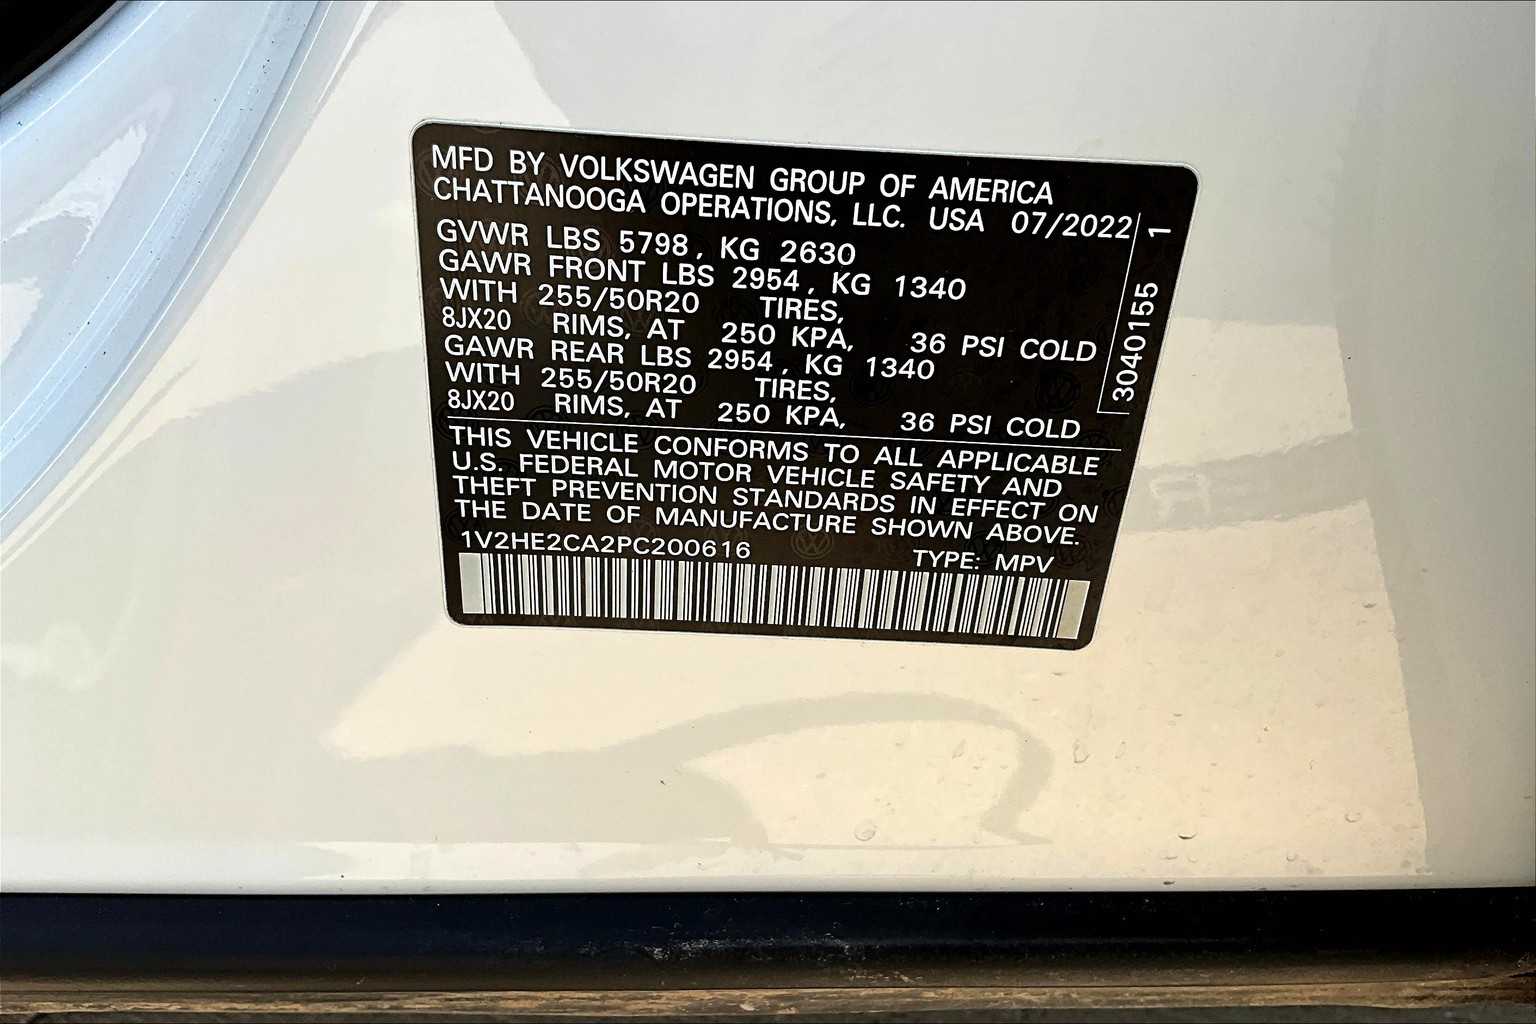 MFD BY VOLKSWAGEN GROUP OF AMERICA
CHATTANOOGA OPERATIONS, LLC. USA 07/2022
GVWR LBS 5798, KG 2630
GAWR FRONT LBS 2954, KG 1340
WITH 255/50R20 TIRES,
8JX20 RIMS, AT 250 KPA, 36 PSI COLD
GAWR REAR LBS 2954, KG 1340
WITH 255/50R20 TIRES,
8JX20 RIMS, AT 250 KPA, 36 PSI COLD
3040155 1
THIS VEHICLE CONFORMS TO ALL APPLICABLE
U.S. FEDERAL MOTOR VEHICLE SAFETY AND
THEFT PREVENTION STANDARDS IN EFFECT ON
THE DATE OF MANUFACTURE SHOWN ABOVE.
1V2HE2CA2PC200616 TYPE: MPV